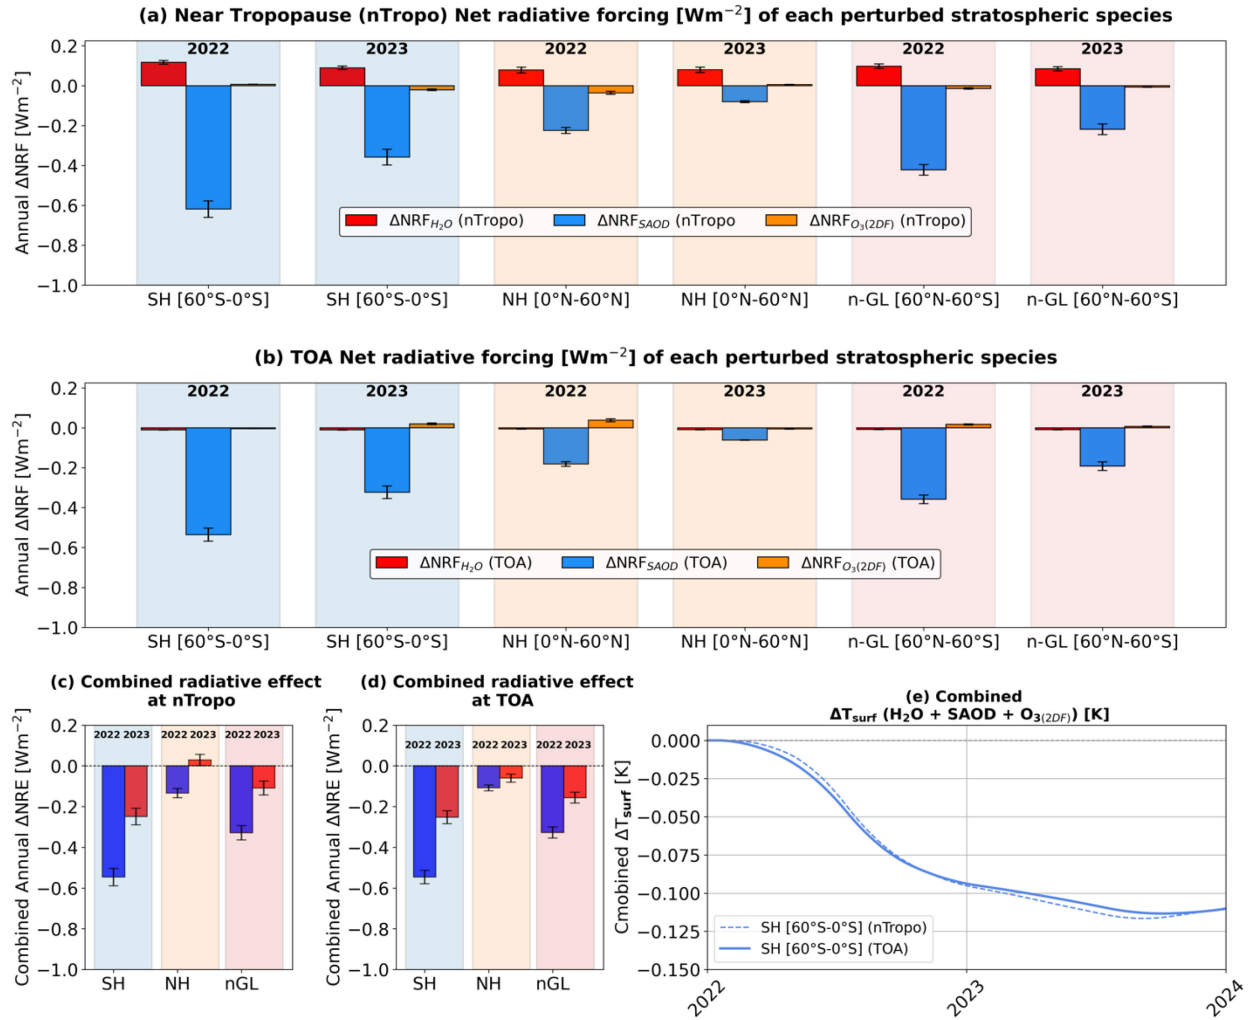 (a) Near Tropopause (nTropo) Net radiative forcing [Wm⁻²] of each perturbed stratospheric species
2022 2023 2022 2023 2022 2023
0.2
0.0
−0.2
−0.4
−0.6
−0.8
−1.0
Annual ΔNRF [Wm⁻²]
ΔNRF_H₂O (nTropo) ΔNRF_SAOD (nTropo ΔNRF_O₃(2DF) (nTropo)
SH [60°S-0°S] SH [60°S-0°S] NH [0°N-60°N] NH [0°N-60°N] n-GL [60°N-60°S] n-GL [60°N-60°S]
(b) TOA Net radiative forcing [Wm⁻²] of each perturbed stratospheric species
2022 2023 2022 2023 2022 2023
0.2
0.0
−0.2
−0.4
−0.6
−0.8
−1.0
Annual ΔNRF [Wm⁻²]
ΔNRF_H₂O (TOA) ΔNRF_SAOD (TOA) ΔNRF_O₃(2DF) (TOA)
SH [60°S-0°S] SH [60°S-0°S] NH [0°N-60°N] NH [0°N-60°N] n-GL [60°N-60°S] n-GL [60°N-60°S]
(c) Combined radiative effect
at nTropo
2022 2023 2022 2023 2022 2023
0.2
0.0
−0.2
−0.4
−0.6
−0.8
−1.0
Combined Annual ΔNRE [Wm⁻²]
SH NH nGL
(d) Combined radiative effect
at TOA
2022 2023 2022 2023 2022 2023
0.2
0.0
−0.2
−0.4
−0.6
−0.8
−1.0
Combined Annual ΔNRE [Wm⁻²]
SH NH nGL
(e) Combined
ΔT_surf (H₂O + SAOD + O₃(2DF)) [K]
0.000
−0.025
−0.050
−0.075
−0.100
−0.125
−0.150
Cmobined ΔT_surf [K]
SH [60°S-0°S] (nTropo)
SH [60°S-0°S] (TOA)
2022 2023 2024